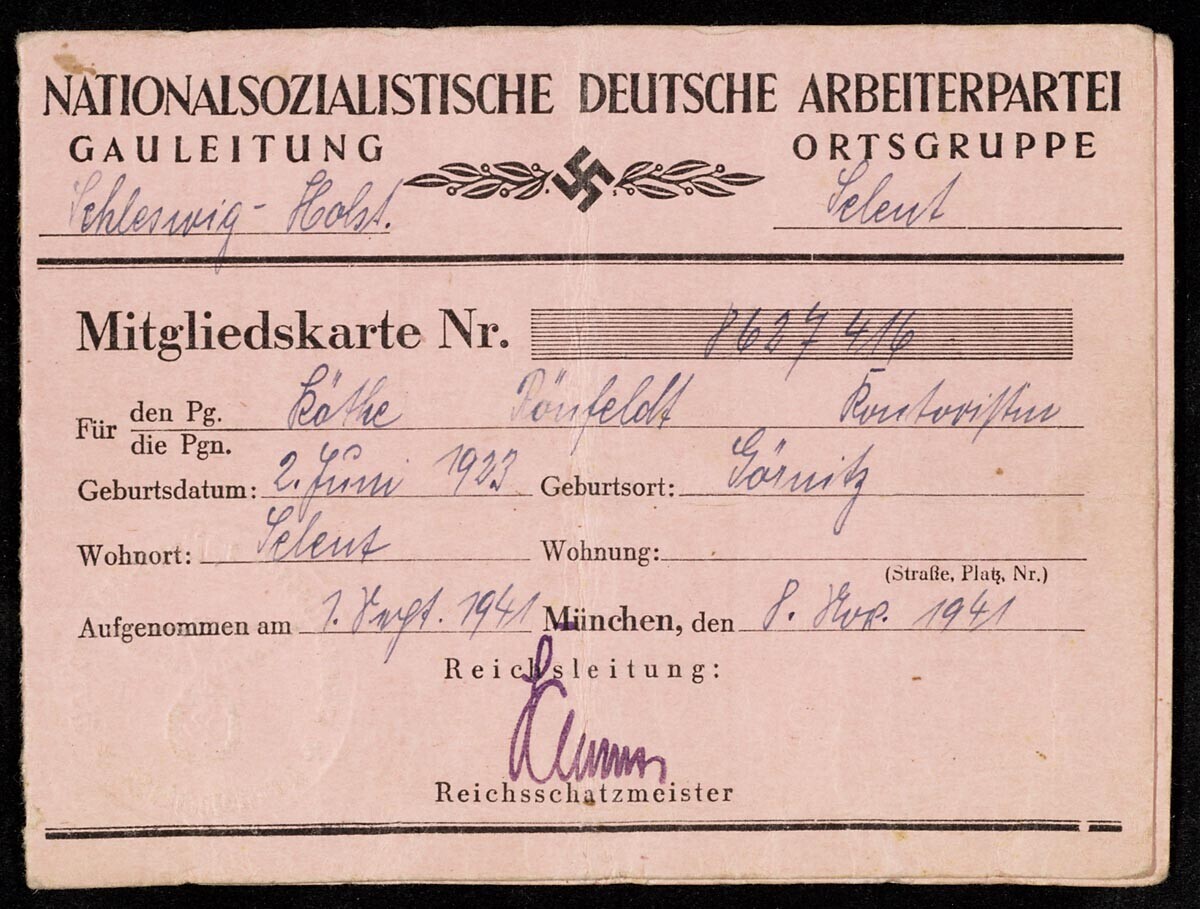 NATIONALSOZIALISTISCHE DEUTSCHE ARBEITERPARTEI
GAULEITUNG ORTSGRUPPE
Schleswig-Holst. Selent
Mitgliedskarte Nr. 8627416
Für den Pg. die Pgn. Käthe Rönfeldt Kontoristin
Geburtsdatum: 2. Juni 1923 Geburtsort: Görnitz
Wohnort: Selent Wohnung:
(Straße, Platz, Nr.)
Aufgenommen am 1. Sept. 1941 München, den 8. Nov. 1941
Reichsleitung:
Reichsschatzmeister